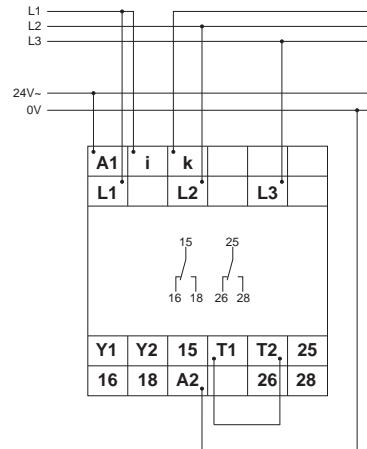 L1
L2
L3
24V~
0V
A1 i k
L1 L2 L3
15 25
16 18 26 28
Y1 Y2 15 T1 T2 25
16 18 A2 26 28